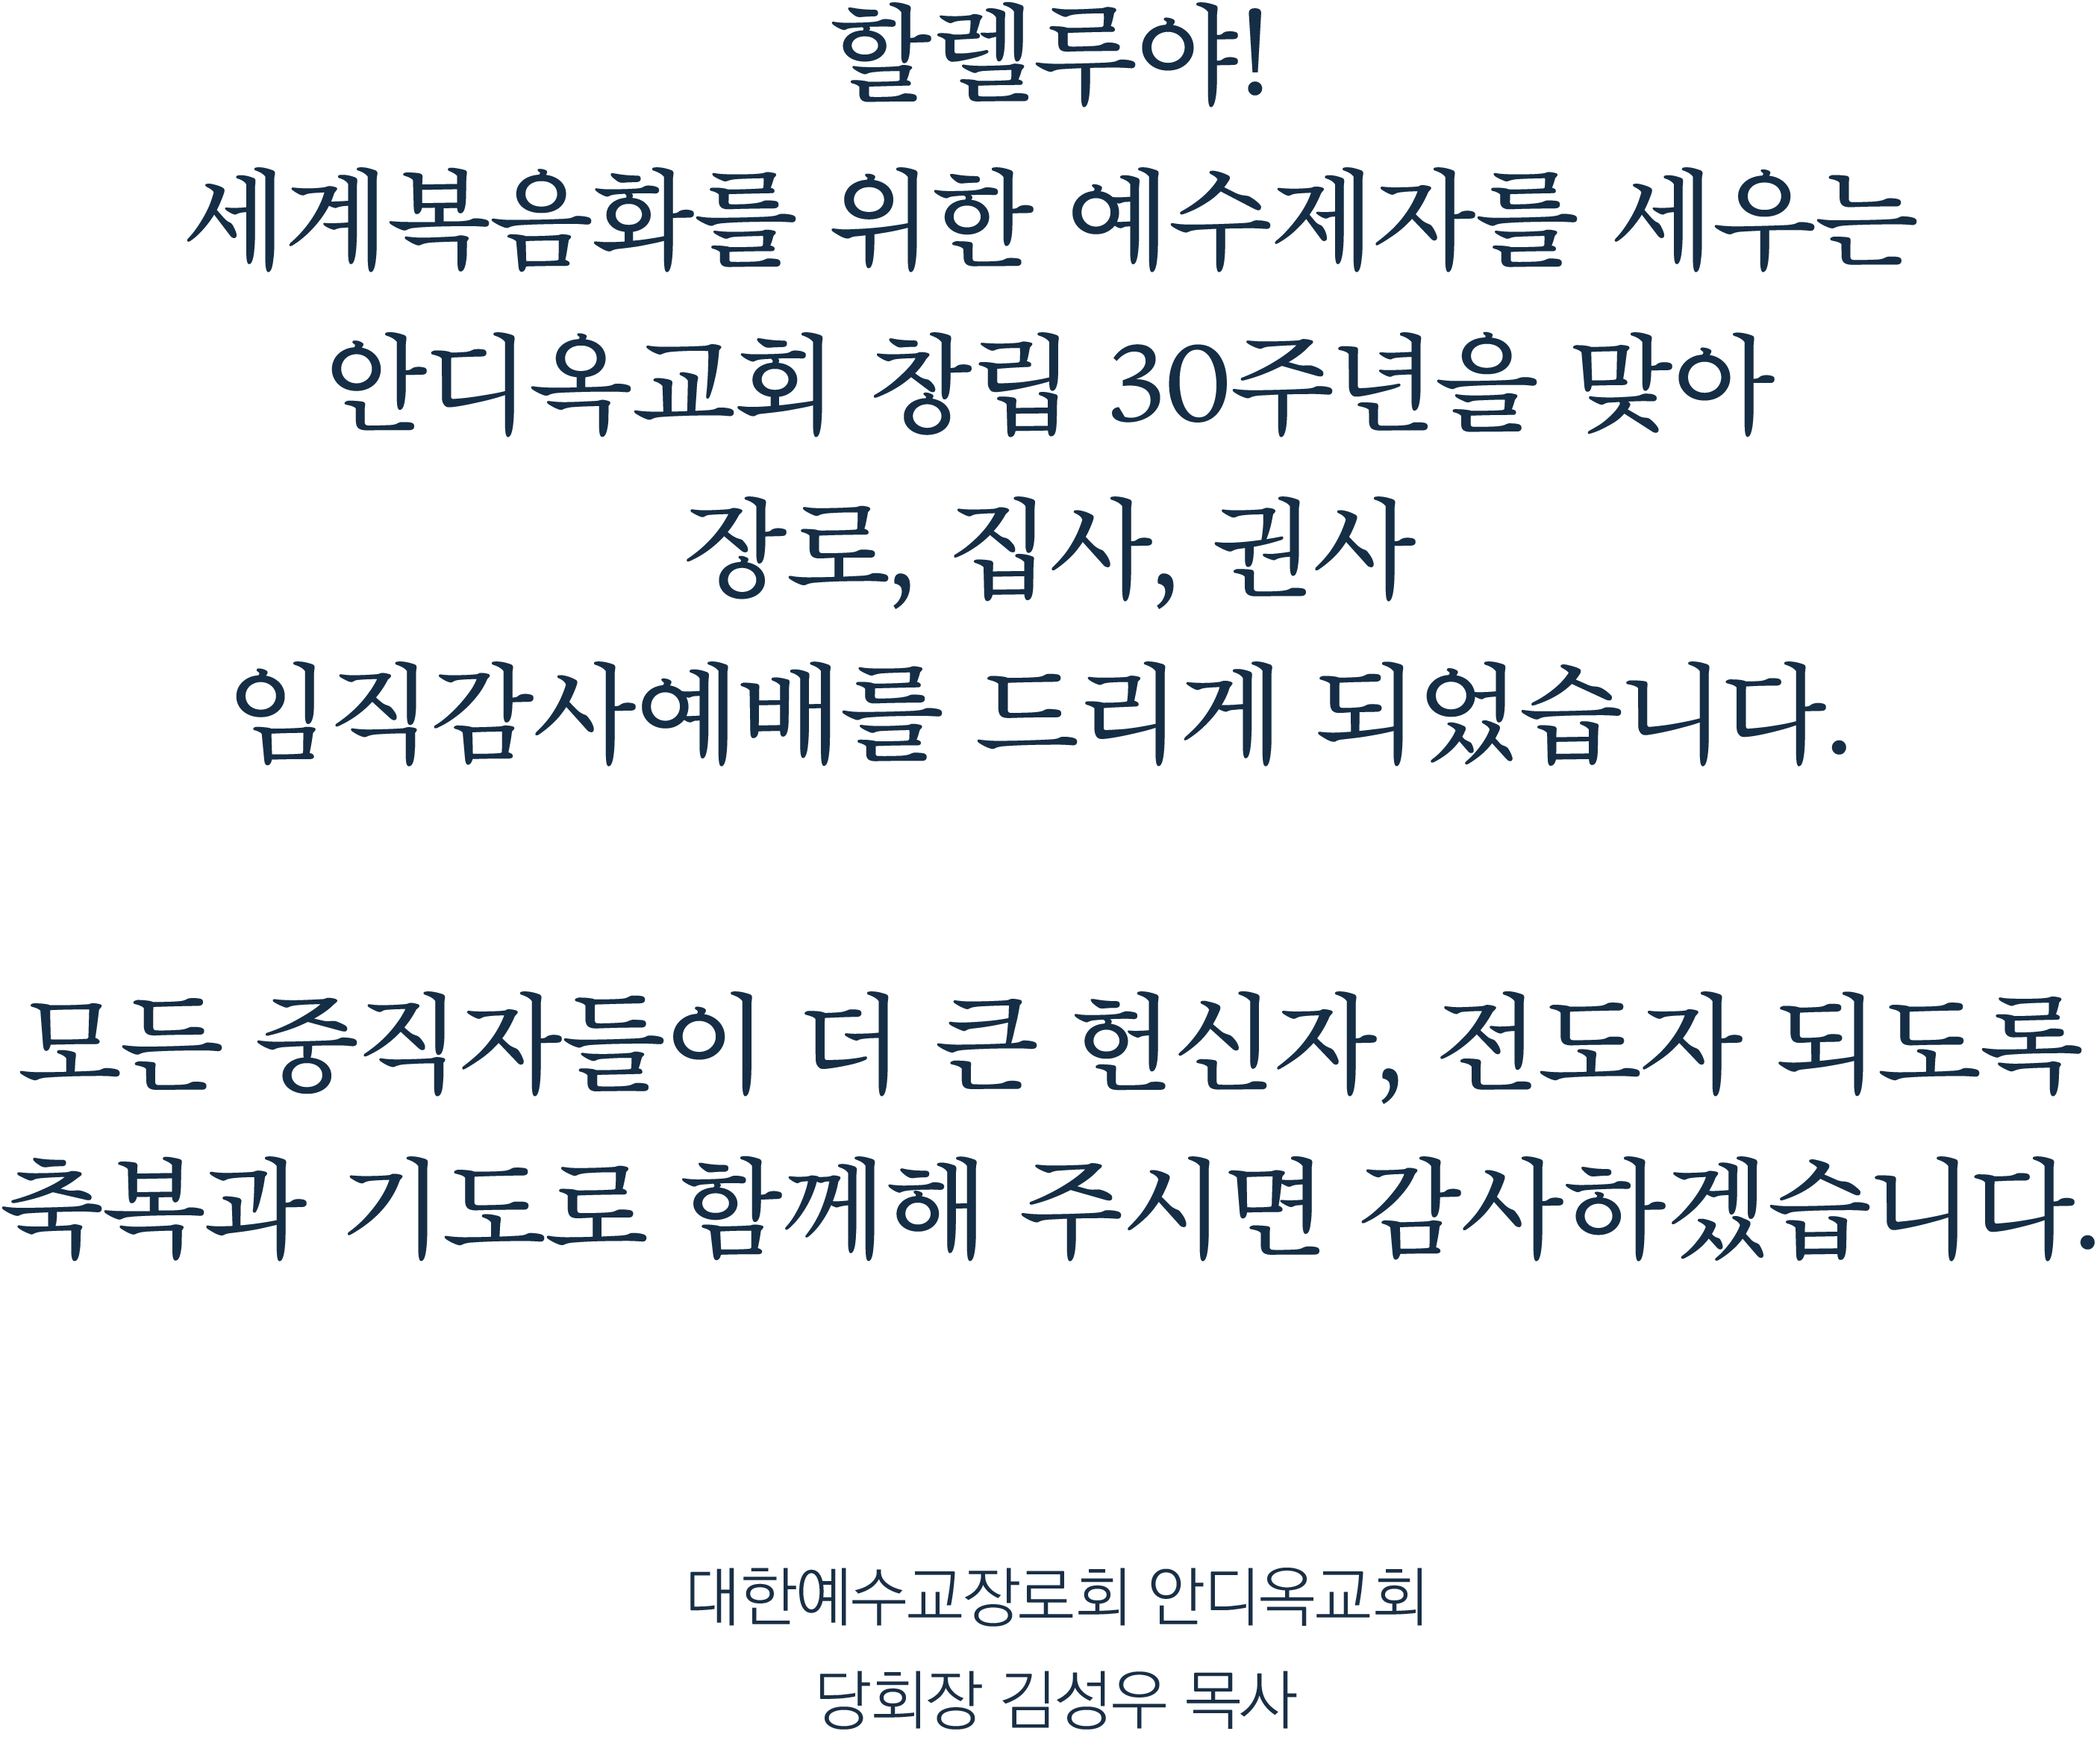 할렐루야!
세계복음화를 위한 예수제자를 세우는
안디옥교회 창립 30주년을 맞아
장로, 집사, 권사
임직감사예배를 드리게 되었습니다.
모든 중직자들이 더 큰 헌신자, 전도자 되도록
축복과 기도로 함께해 주시면 감사하겠습니다.
대한예수교장로회 안디옥교회
당회장 김성우 목사